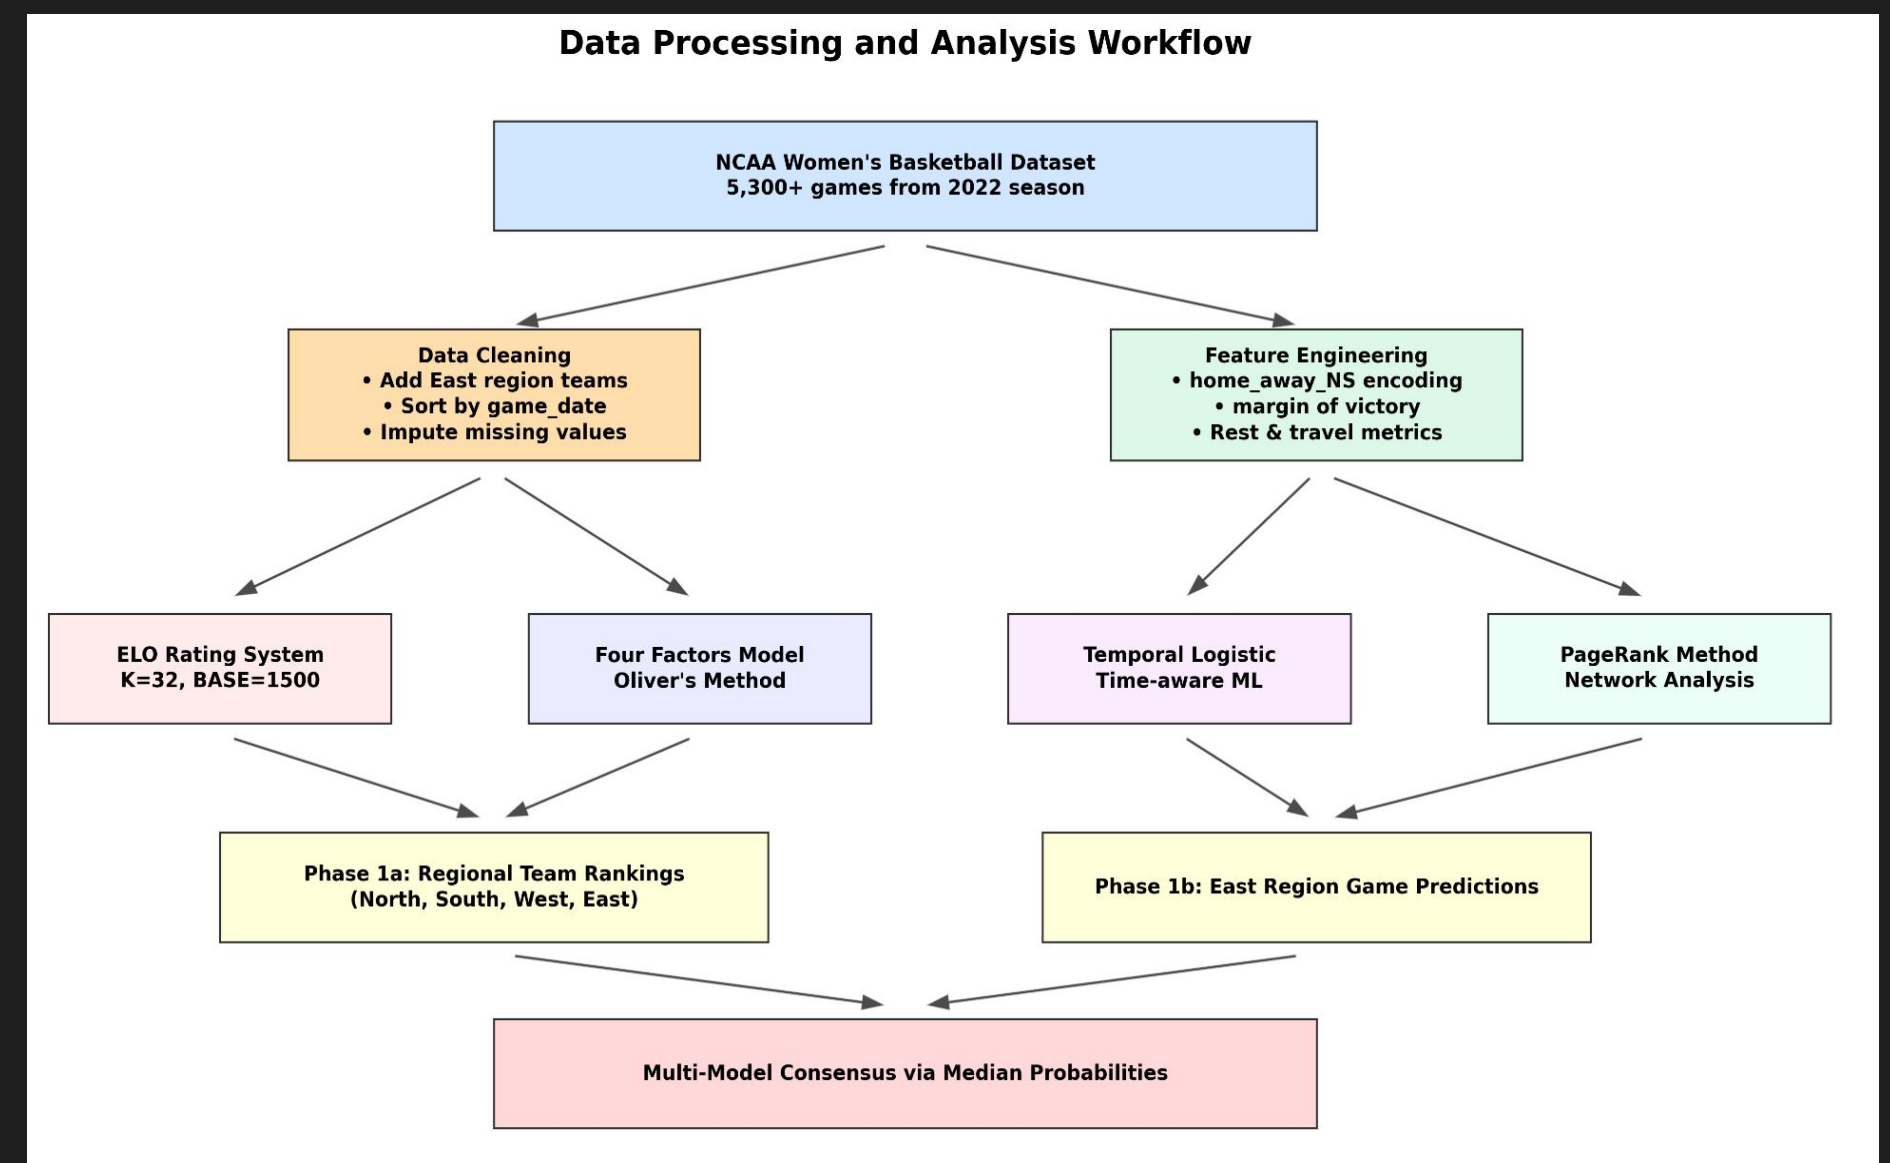 Data Processing and Analysis Workflow
NCAA Women's Basketball Dataset
5,300+ games from 2022 season
Data Cleaning
• Add East region teams
• Sort by game_date
• Impute missing values
Feature Engineering
• home_away_NS encoding
• margin of victory
• Rest & travel metrics
ELO Rating System
K=32, BASE=1500
Four Factors Model
Oliver's Method
Temporal Logistic
Time-aware ML
PageRank Method
Network Analysis
Phase 1a: Regional Team Rankings
(North, South, West, East)
Phase 1b: East Region Game Predictions
Multi-Model Consensus via Median Probabilities